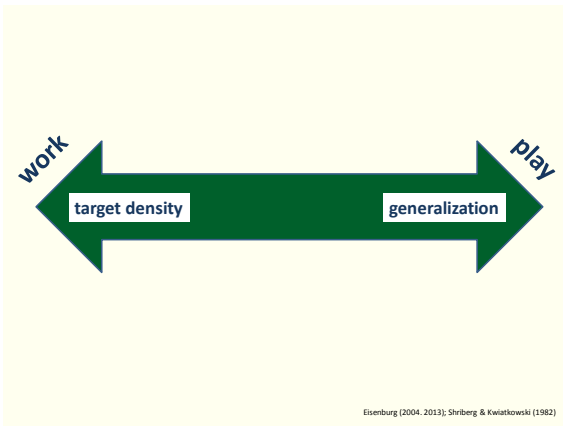 work
play
target density
generalization
Eisenburg (2004. 2013); Shriberg & Kwiatkowski (1982)